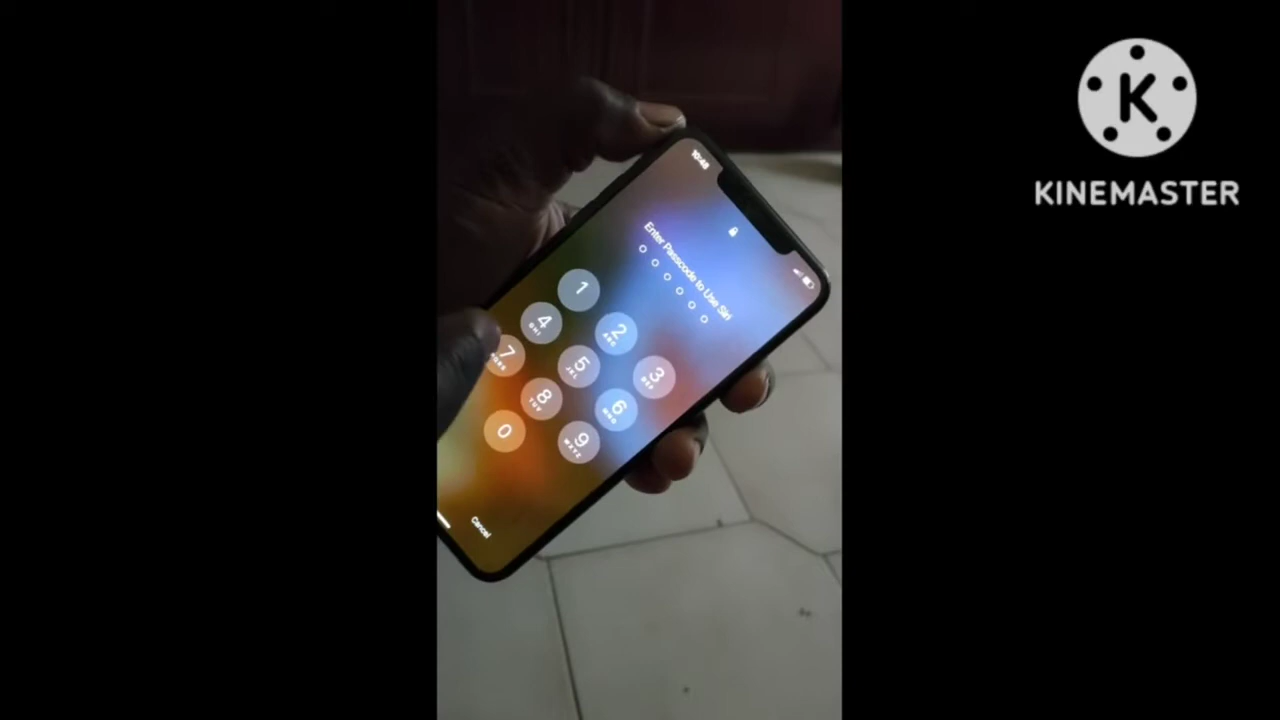 K
KINEMASTER
10:48
Enter Passcode to Use Siri
1
2
ABC
3
DEF
4
GHI
5
JKL
6
MNO
7
PQRS
8
TUV
9
WXYZ
0
Cancel